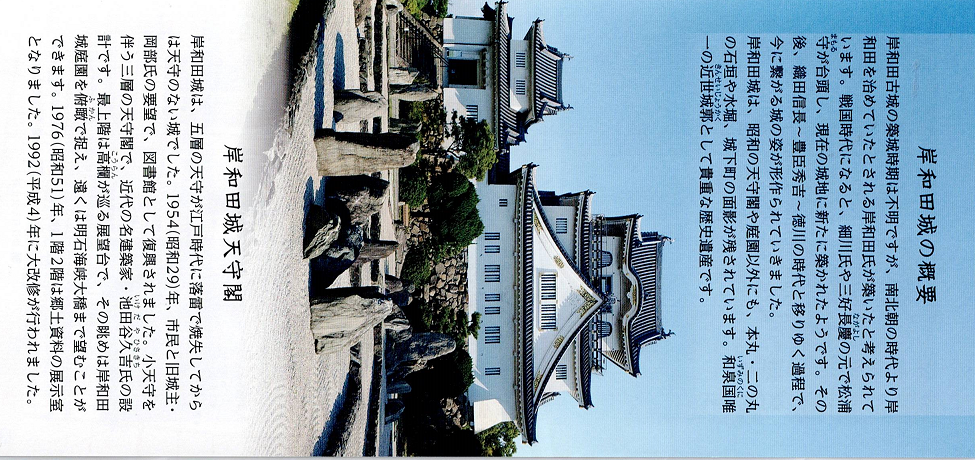 岸和田城の概要
岸和田古城の築城時期は不明ですが、南北朝の時代より岸
和田を治めていたとされる岸和田氏が築いたと考えられて
います。戦国時代になると、細川氏や三好長慶の元で松浦
守が台頭し、現在の城地に新たに築かれたようです。その
後、織田信長～豊臣秀吉～徳川の時代と移りゆく過程で、
今に繋がる城の姿が形作られていきました。
岸和田城は、昭和の天守閣や庭園以外にも、本丸・二の丸
の石垣や水堀、城下町の面影が残されています。和泉国唯
一の近世城郭として貴重な歴史遺産です。
岸和田城天守閣
岸和田城は、五層の天守が江戸時代に落雷で焼失してから
は天守のない城でした。1954(昭和29)年、市民と旧城主・
岡部氏の要望で、図書館として復興されました。小天守を
伴う三層の天守閣で、近代の名建築家・池田谷久吉氏の設
計です。最上階は高欄が巡る展望台で、その眺めは岸和田
城庭園を俯瞰で捉え、遠くは明石海峡大橋まで望むことが
できます。1976(昭和51)年、1階2階は郷土資料の展示室
となりました。1992(平成4)年に大改修が行われました。